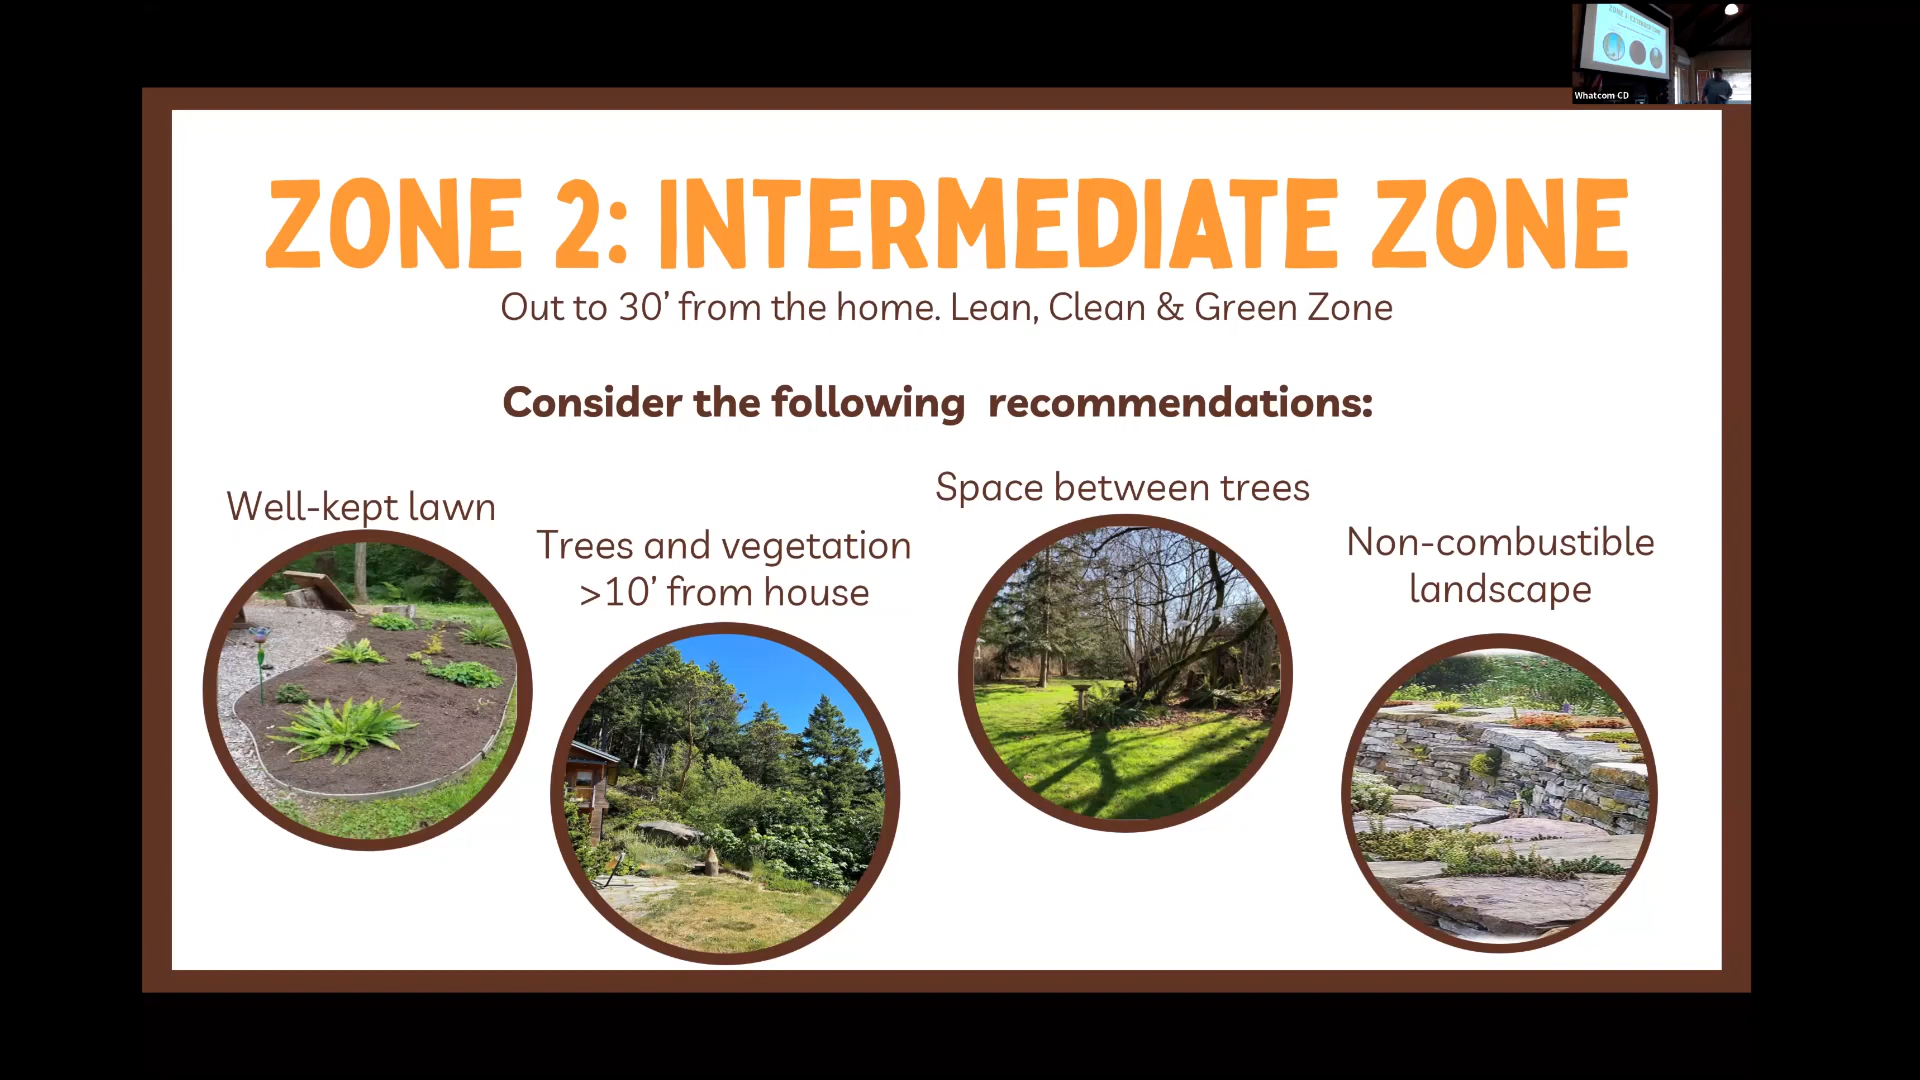 ZONE 2: INTERMEDIATE ZONE
Out to 30’ from the home. Lean, Clean & Green Zone
Consider the following recommendations:
Well-kept lawn
Trees and vegetation
>10’ from house
Space between trees
Non-combustible
landscape
Whatcom CD